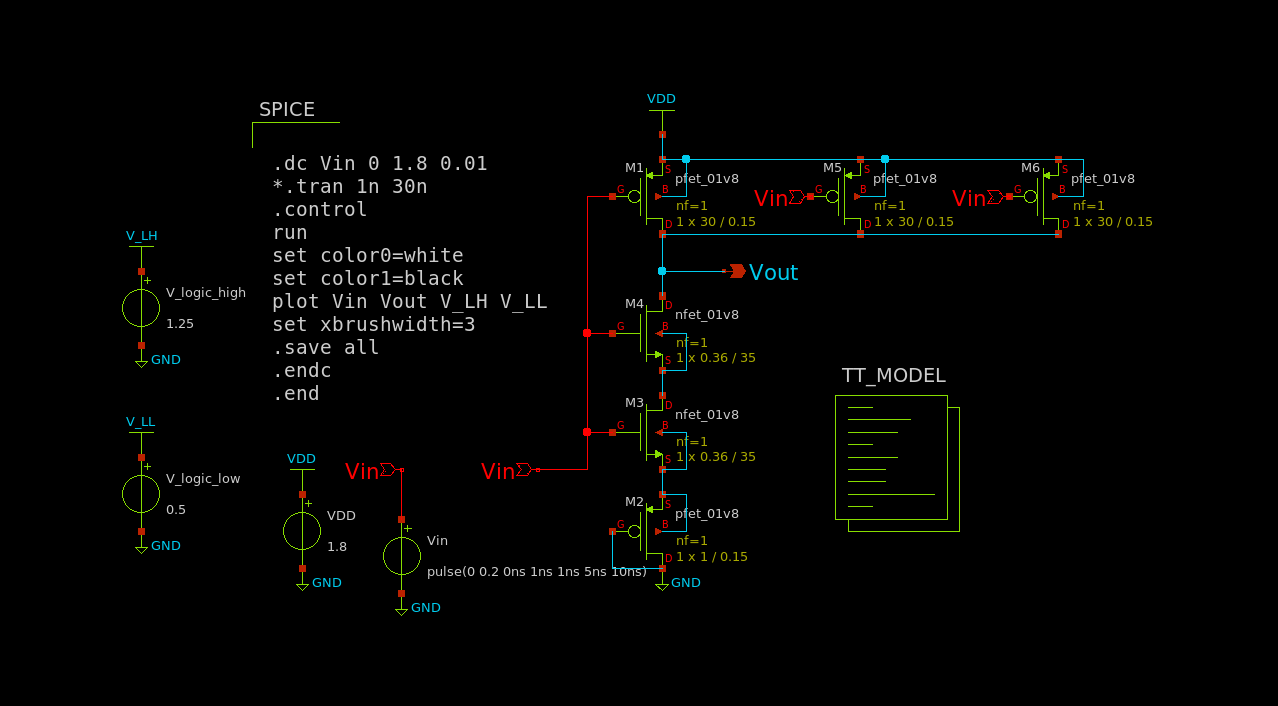 SPICE
.dc Vin 0 1.8 0.01
*.tran 1n 30n
.control
run
set color0=white
set color1=black
plot Vin Vout V_LH V_LL
set xbrushwidth=3
.save all
.endc
.end
V_LH
+
V_logic_high
1.25
GND
V_LL
+
V_logic_low
0.5
GND
VDD
+
VDD
1.8
GND
Vin
+
Vin
pulse(0 0.2 0ns 1ns 1ns 5ns 10ns)
GND
Vin
VDD
M1
S
pfet_01v8
G
B
nf=1
1 x 30 / 0.15
D
Vin
M5
S
pfet_01v8
G
B
nf=1
1 x 30 / 0.15
D
Vin
M6
S
pfet_01v8
G
B
nf=1
1 x 30 / 0.15
D
Vout
M4
D
nfet_01v8
G
B
nf=1
1 x 0.36 / 35
S
M3
D
nfet_01v8
G
B
nf=1
1 x 0.36 / 35
S
M2
S
pfet_01v8
G
B
nf=1
1 x 1 / 0.15
D
GND
TT_MODEL